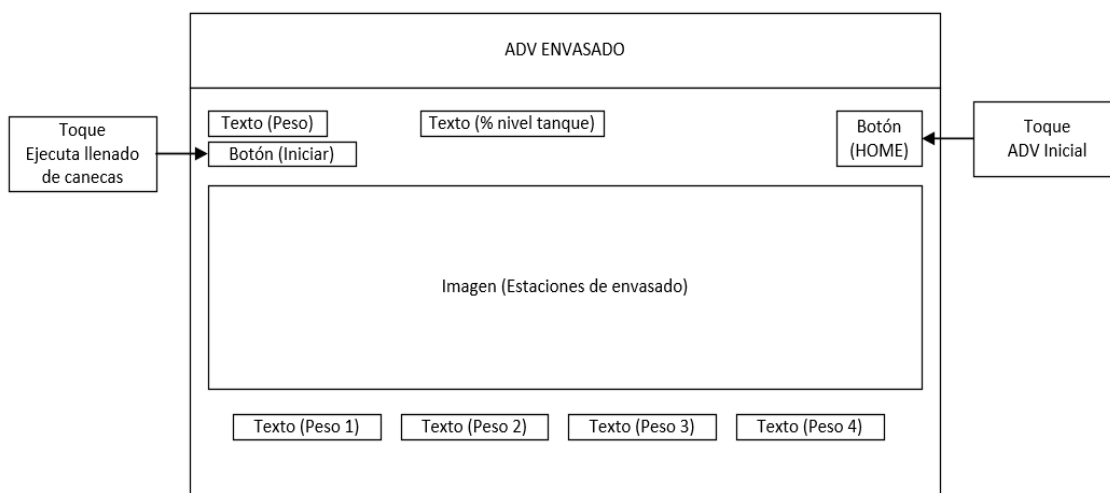 ADV ENVASADO
Texto (Peso)
Texto (% nivel tanque)
Botón
(HOME)
Toque
Ejecuta llenado
de canecas
Botón (Iniciar)
Toque
ADV Inicial
Imagen (Estaciones de envasado)
Texto (Peso 1)
Texto (Peso 2)
Texto (Peso 3)
Texto (Peso 4)